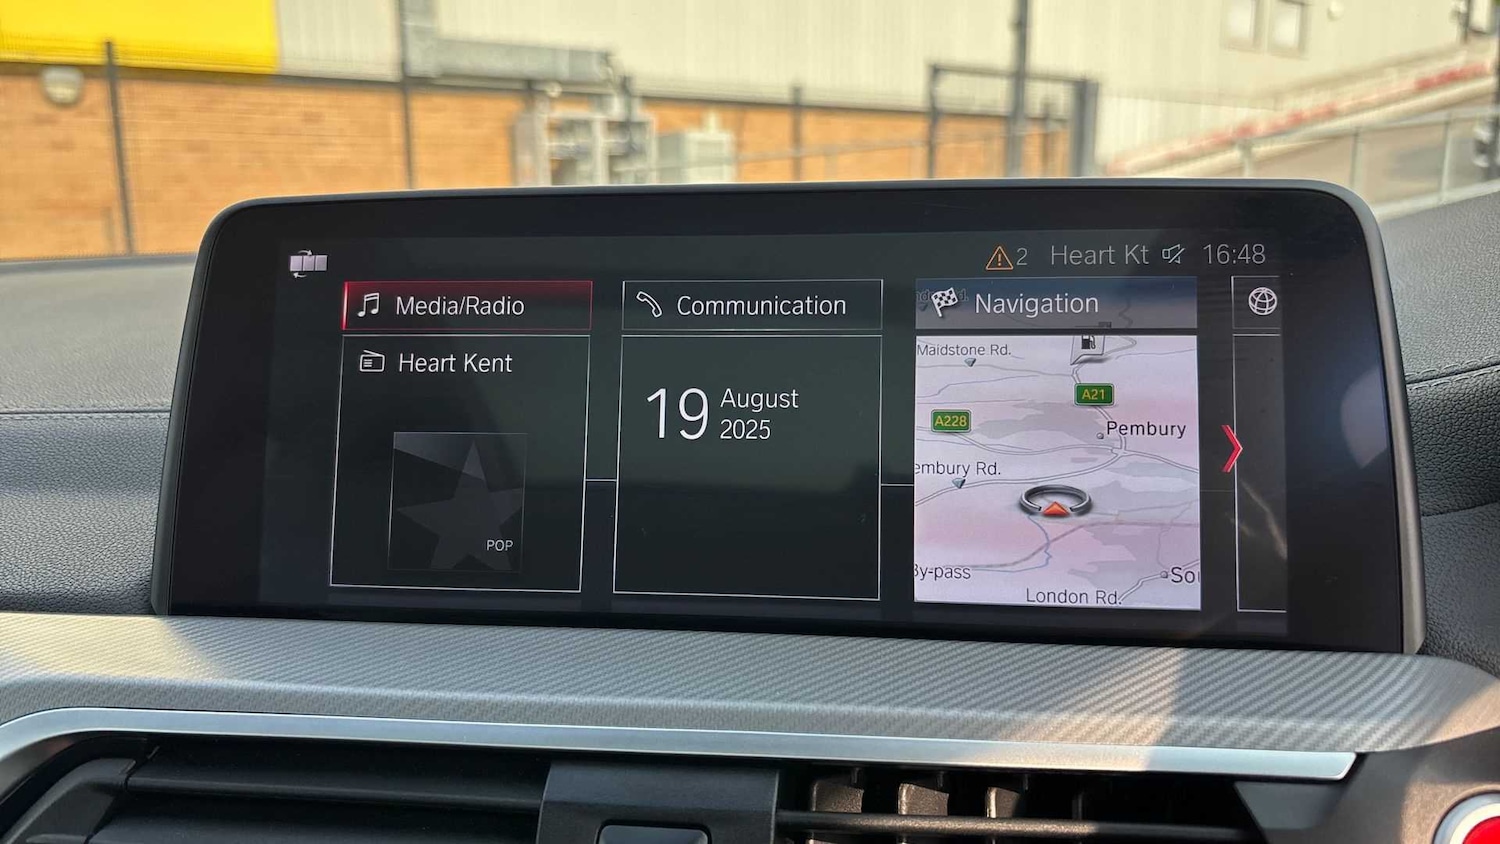 2 Heart Kt 16:48
Media/Radio
Communication
Navigation
Heart Kent
POP
19 August
2025
Maidstone Rd.
A21
A228
Pembury
embury Rd.
By-pass
Sou
London Rd.